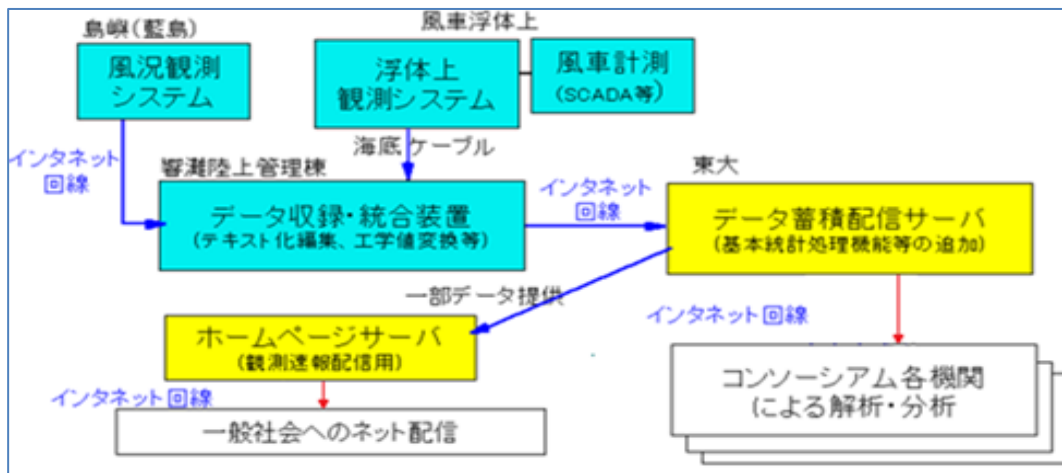 島嶼(藍島)
風況観測
システム
風車浮体上
浮体上
観測システム
風車計測
(SCADA等)
インタネット
回線
海底ケーブル
響灘陸上管理棟
データ収録・統合装置
(テキスト化編集、工学値変換等)
インタネット
回線
東大
データ蓄積配信サーバ
(基本統計処理機能等の追加)
一部データ提供
ホームページサーバ
(観測速報配信用)
インタネット回線
一般社会へのネット配信
インタネット回線
コンソーシアム各機関
による解析・分析